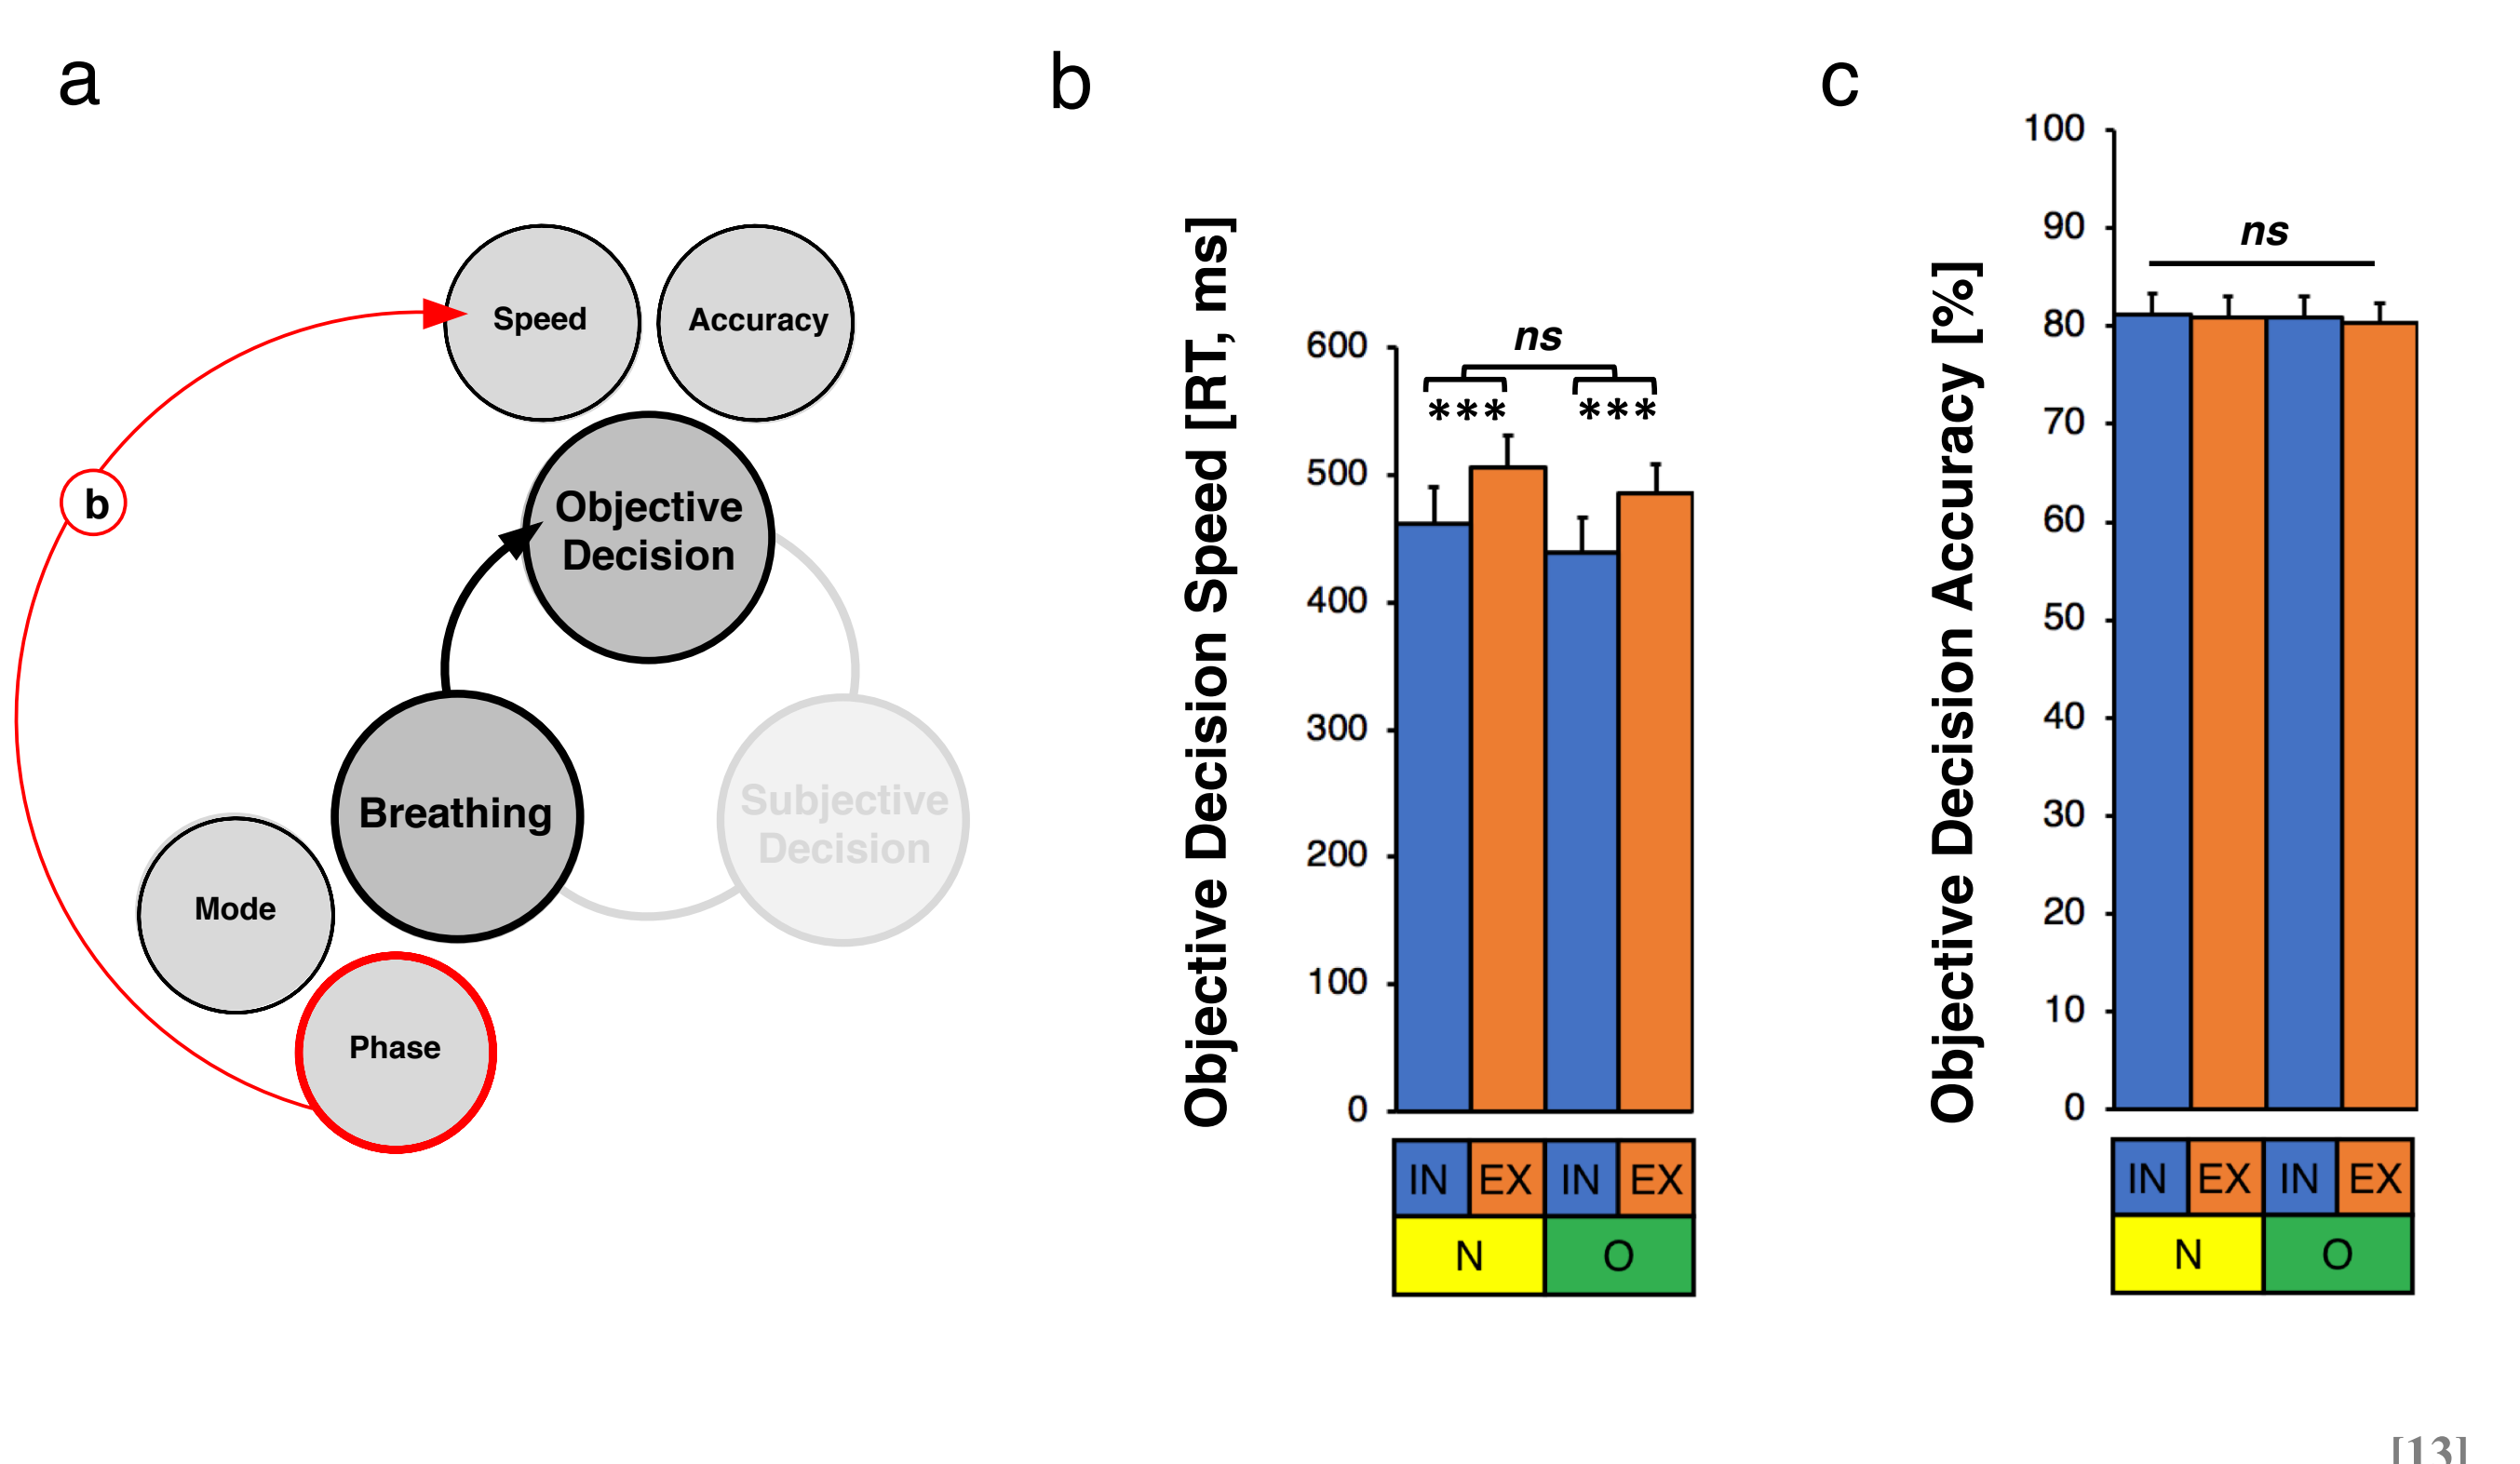 a
b
c
Speed
Accuracy
b
Objective
Decision
Breathing
Subjective
Decision
Mode
Phase
Objective Decision Speed [RT, ms]
600
500
400
300
200
100
0
ns
*** ***
IN EX IN EX
N O
Objective Decision Accuracy [%]
100
90
80
70
60
50
40
30
20
10
0
ns
IN EX IN EX
N O
[13]